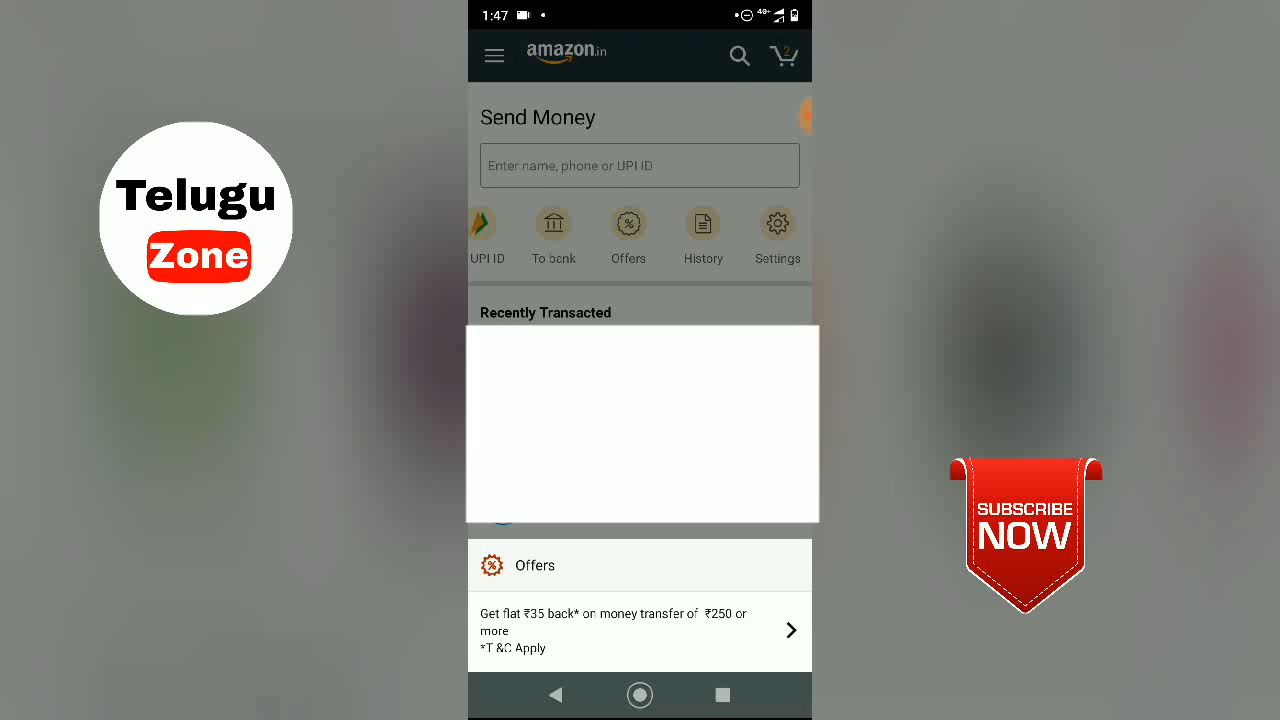 1:47
4G+
amazon.in
2
Send Money
Enter name, phone or UPI ID
UPI ID
To bank
Offers
History
Settings
Recently Transacted
Offers
Get flat ₹35 back* on money transfer of ₹250 or
more
*T &C Apply
Telugu
Zone
SUBSCRIBE
NOW